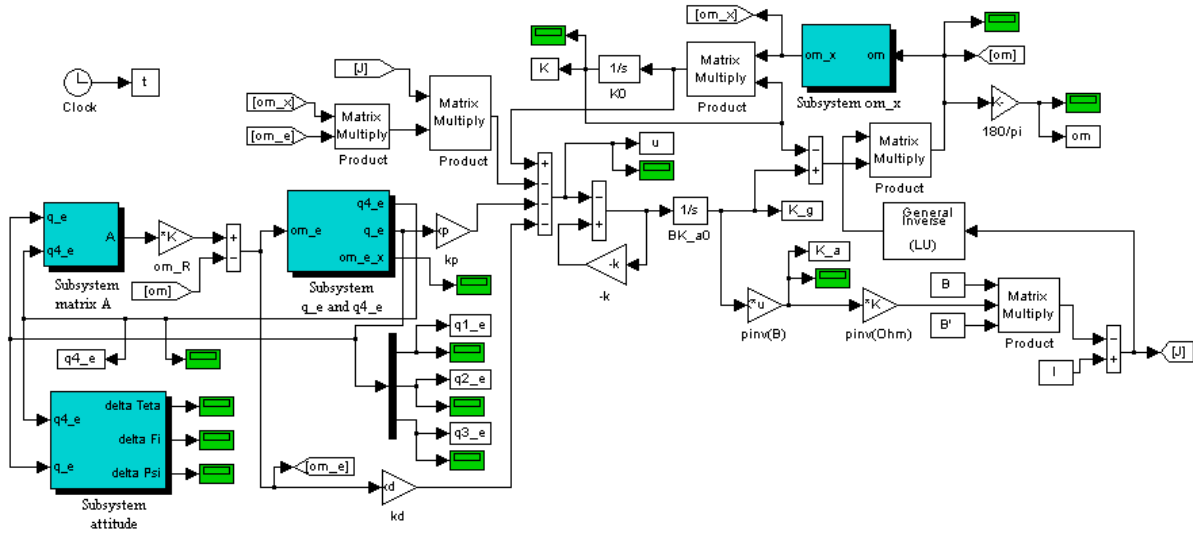 Clock
t
[om_x]
[om_e]
Matrix
Multiply
Product
[J]
Matrix
Multiply
Product
K
1/s
K0
[om_x]
Matrix
Multiply
Product
om_x
om
Subsystem om_x
[om]
K-
180/pi
om
Matrix
Multiply
Product
General
Inverse
(LU)
u
1/s
BK_a0
K_g
-k
-k
K_a
*u
pinv(B)
*K
pinv(Ohm)
B
B'
Matrix
Multiply
Product
I
[J]
q_e
q4_e
A
Subsystem
matrix A
*K
om_R
[om]
om_e
q4_e
q_e
om_e_x
Subsystem
q_e and q4_e
kp
q4_e
q1_e
q2_e
q3_e
q4_e
q_e
delta Teta
delta Fi
delta Psi
Subsystem
attitude
[om_e]
kd